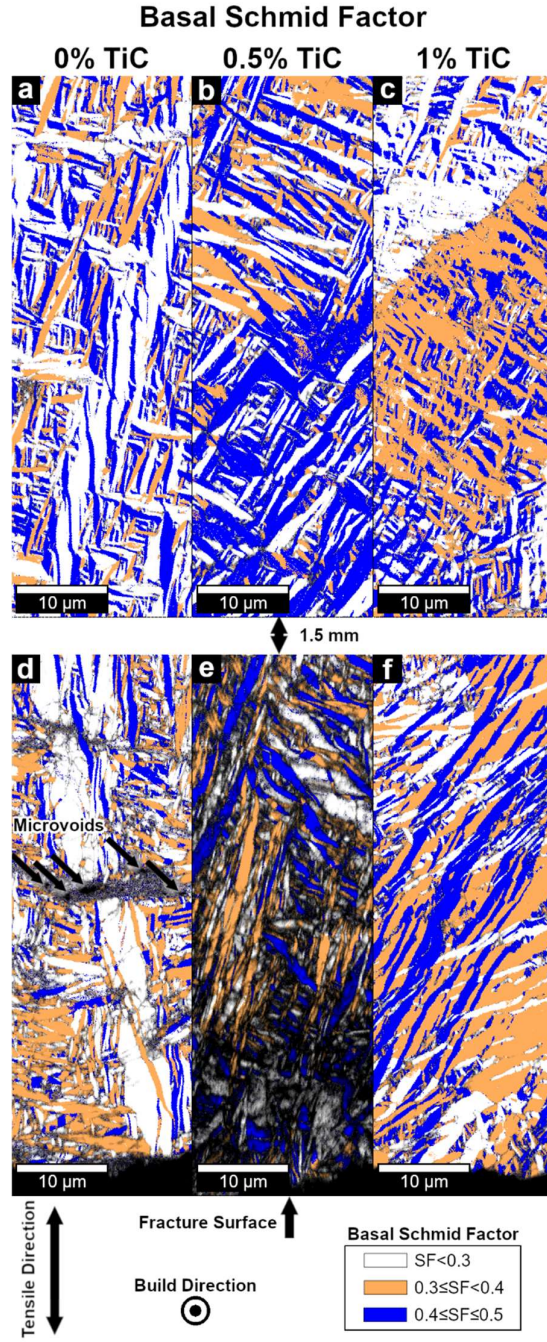 Basal Schmid Factor
0% TiC 0.5% TiC 1% TiC
a b c
10 µm 10 µm 10 µm
1.5 mm
d e f
Microvoids
10 µm 10 µm 10 µm
Fracture Surface
Tensile Direction
Build Direction
Basal Schmid Factor
SF<0.3
0.3≤SF<0.4
0.4≤SF≤0.5